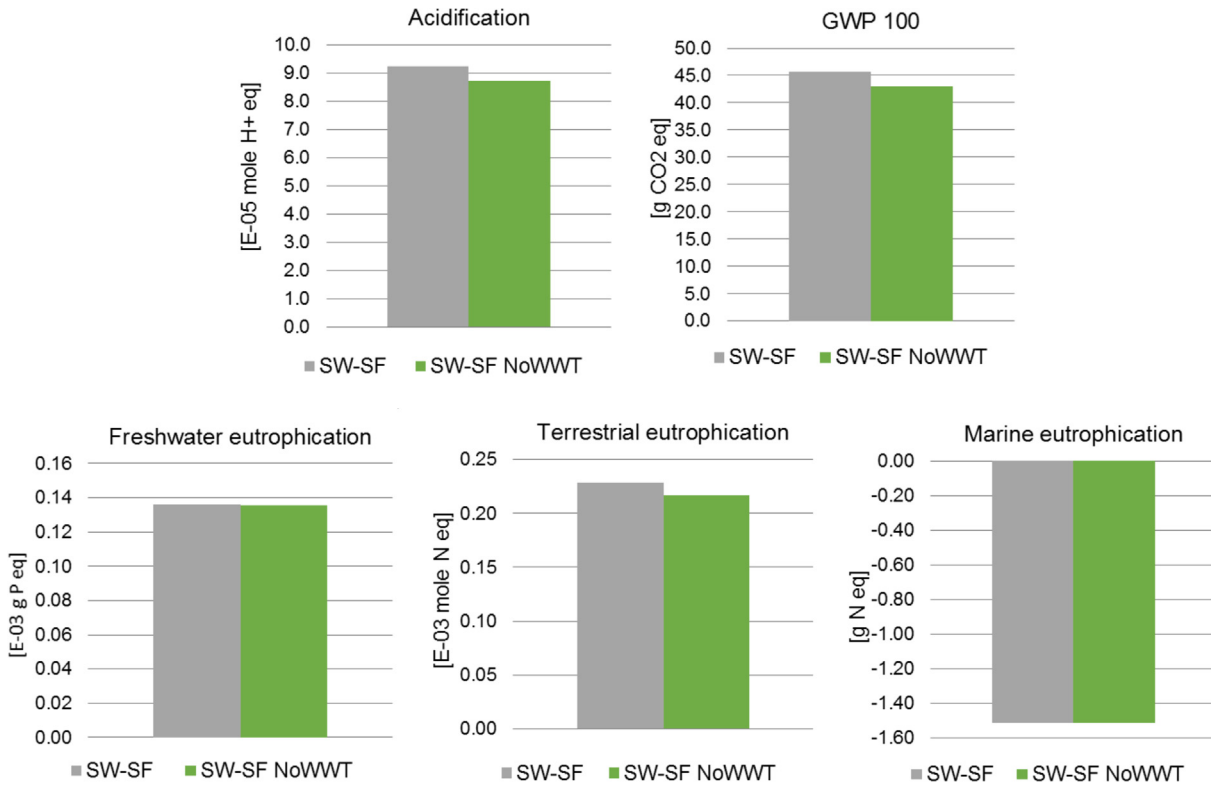 Acidification
[E-05 mole H+ eq]
10.0
9.0
8.0
7.0
6.0
5.0
4.0
3.0
2.0
1.0
0.0
SW-SF
SW-SF NoWWT
GWP 100
[g CO2 eq]
50.0
45.0
40.0
35.0
30.0
25.0
20.0
15.0
10.0
5.0
0.0
SW-SF
SW-SF NoWWT
Freshwater eutrophication
[E-03 g P eq]
0.16
0.14
0.12
0.10
0.08
0.06
0.04
0.02
0.00
SW-SF
SW-SF NoWWT
Terrestrial eutrophication
[E-03 mole N eq]
0.25
0.20
0.15
0.10
0.05
0.00
SW-SF
SW-SF NoWWT
Marine eutrophication
[g N eq]
0.00
-0.20
-0.40
-0.60
-0.80
-1.00
-1.20
-1.40
-1.60
SW-SF
SW-SF NoWWT